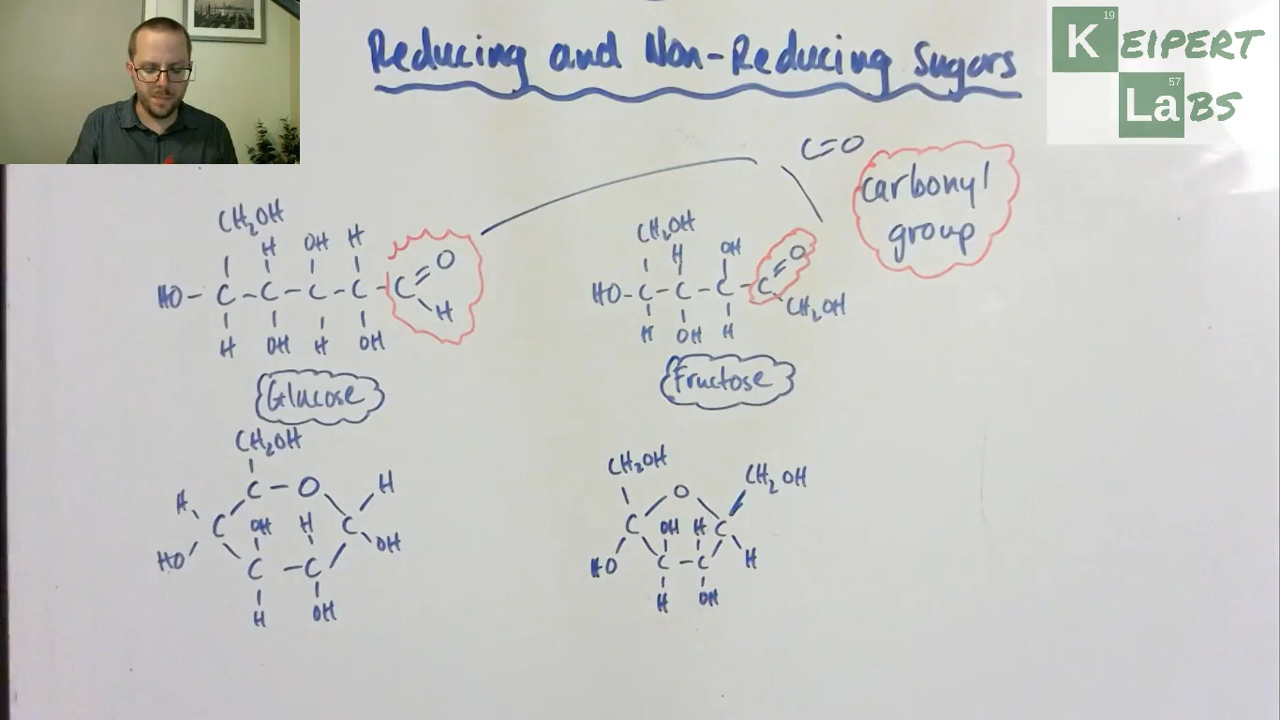 Reducing and Non-Reducing Sugars
19
KEIPERT
57
LaBS
C=O
carbonyl
group
CH2OH
H OH H
O
HO-C-C-C-C-C
H
H OH H OH
Glucose
CH2OH
H OH
O
HO-C-C-C-C
CH2OH
H OH H
Fructose
CH2OH
C-O
H
H
C OH H C
HO
OH
C-C
H OH
CH2OH
O
CH2OH
C OH H C
HO
C-C
H
H OH